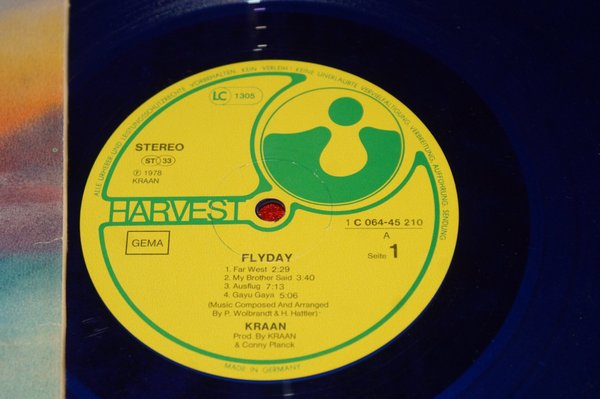 ALLE URHEBER UND LEISTUNGSSCHUTZRECHTE VORBEHALTEN. KEIN VERLEIH! KEINE UNERLAUBTE VERVIELFÄLTIGUNG, VERBREITUNG, AUFFÜHRUNG, SENDUNG
LC 1305
STEREO
ST 33
℗ 1978
KRAAN
HARVEST
1 C 064-45 210
GEMA
A
Seite 1
FLYDAY
1. Far West 2:29
2. My Brother Said 3:40
3. Ausflug 7:13
4. Gayu Gaya 5:06
(Music Composed And Arranged
By P. Wolbrandt & H. Hattler)
KRAAN
Prod. By KRAAN
& Conny Planck
MADE IN GERMANY